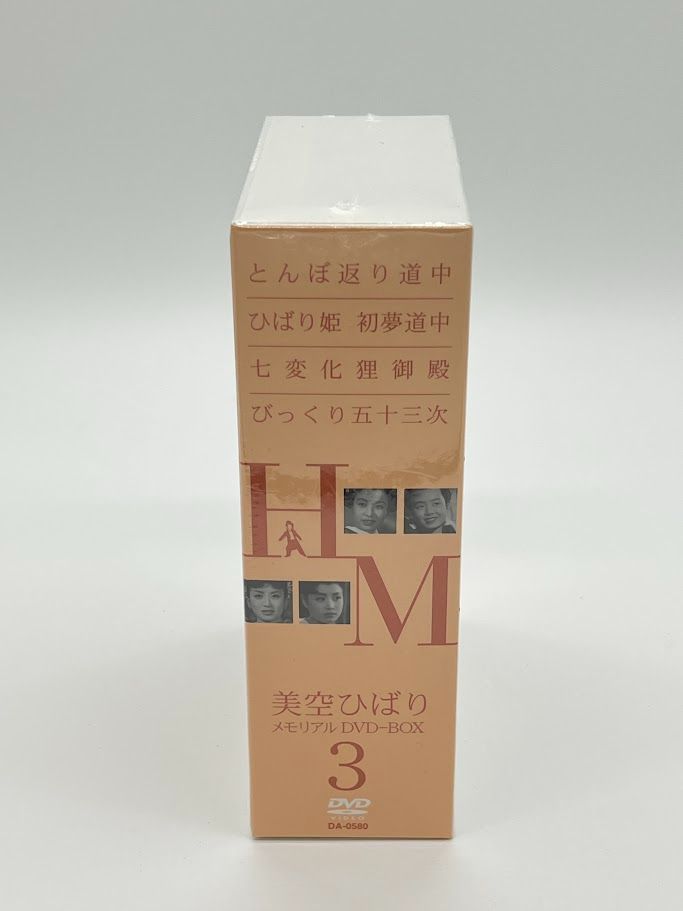 とんぼ返り道中
ひばり姫 初夢道中
七変化狸御殿
びっくり五十三次
H
M
美空ひばり
メモリアル DVD-BOX
3
DVD
VIDEO
DA-0580